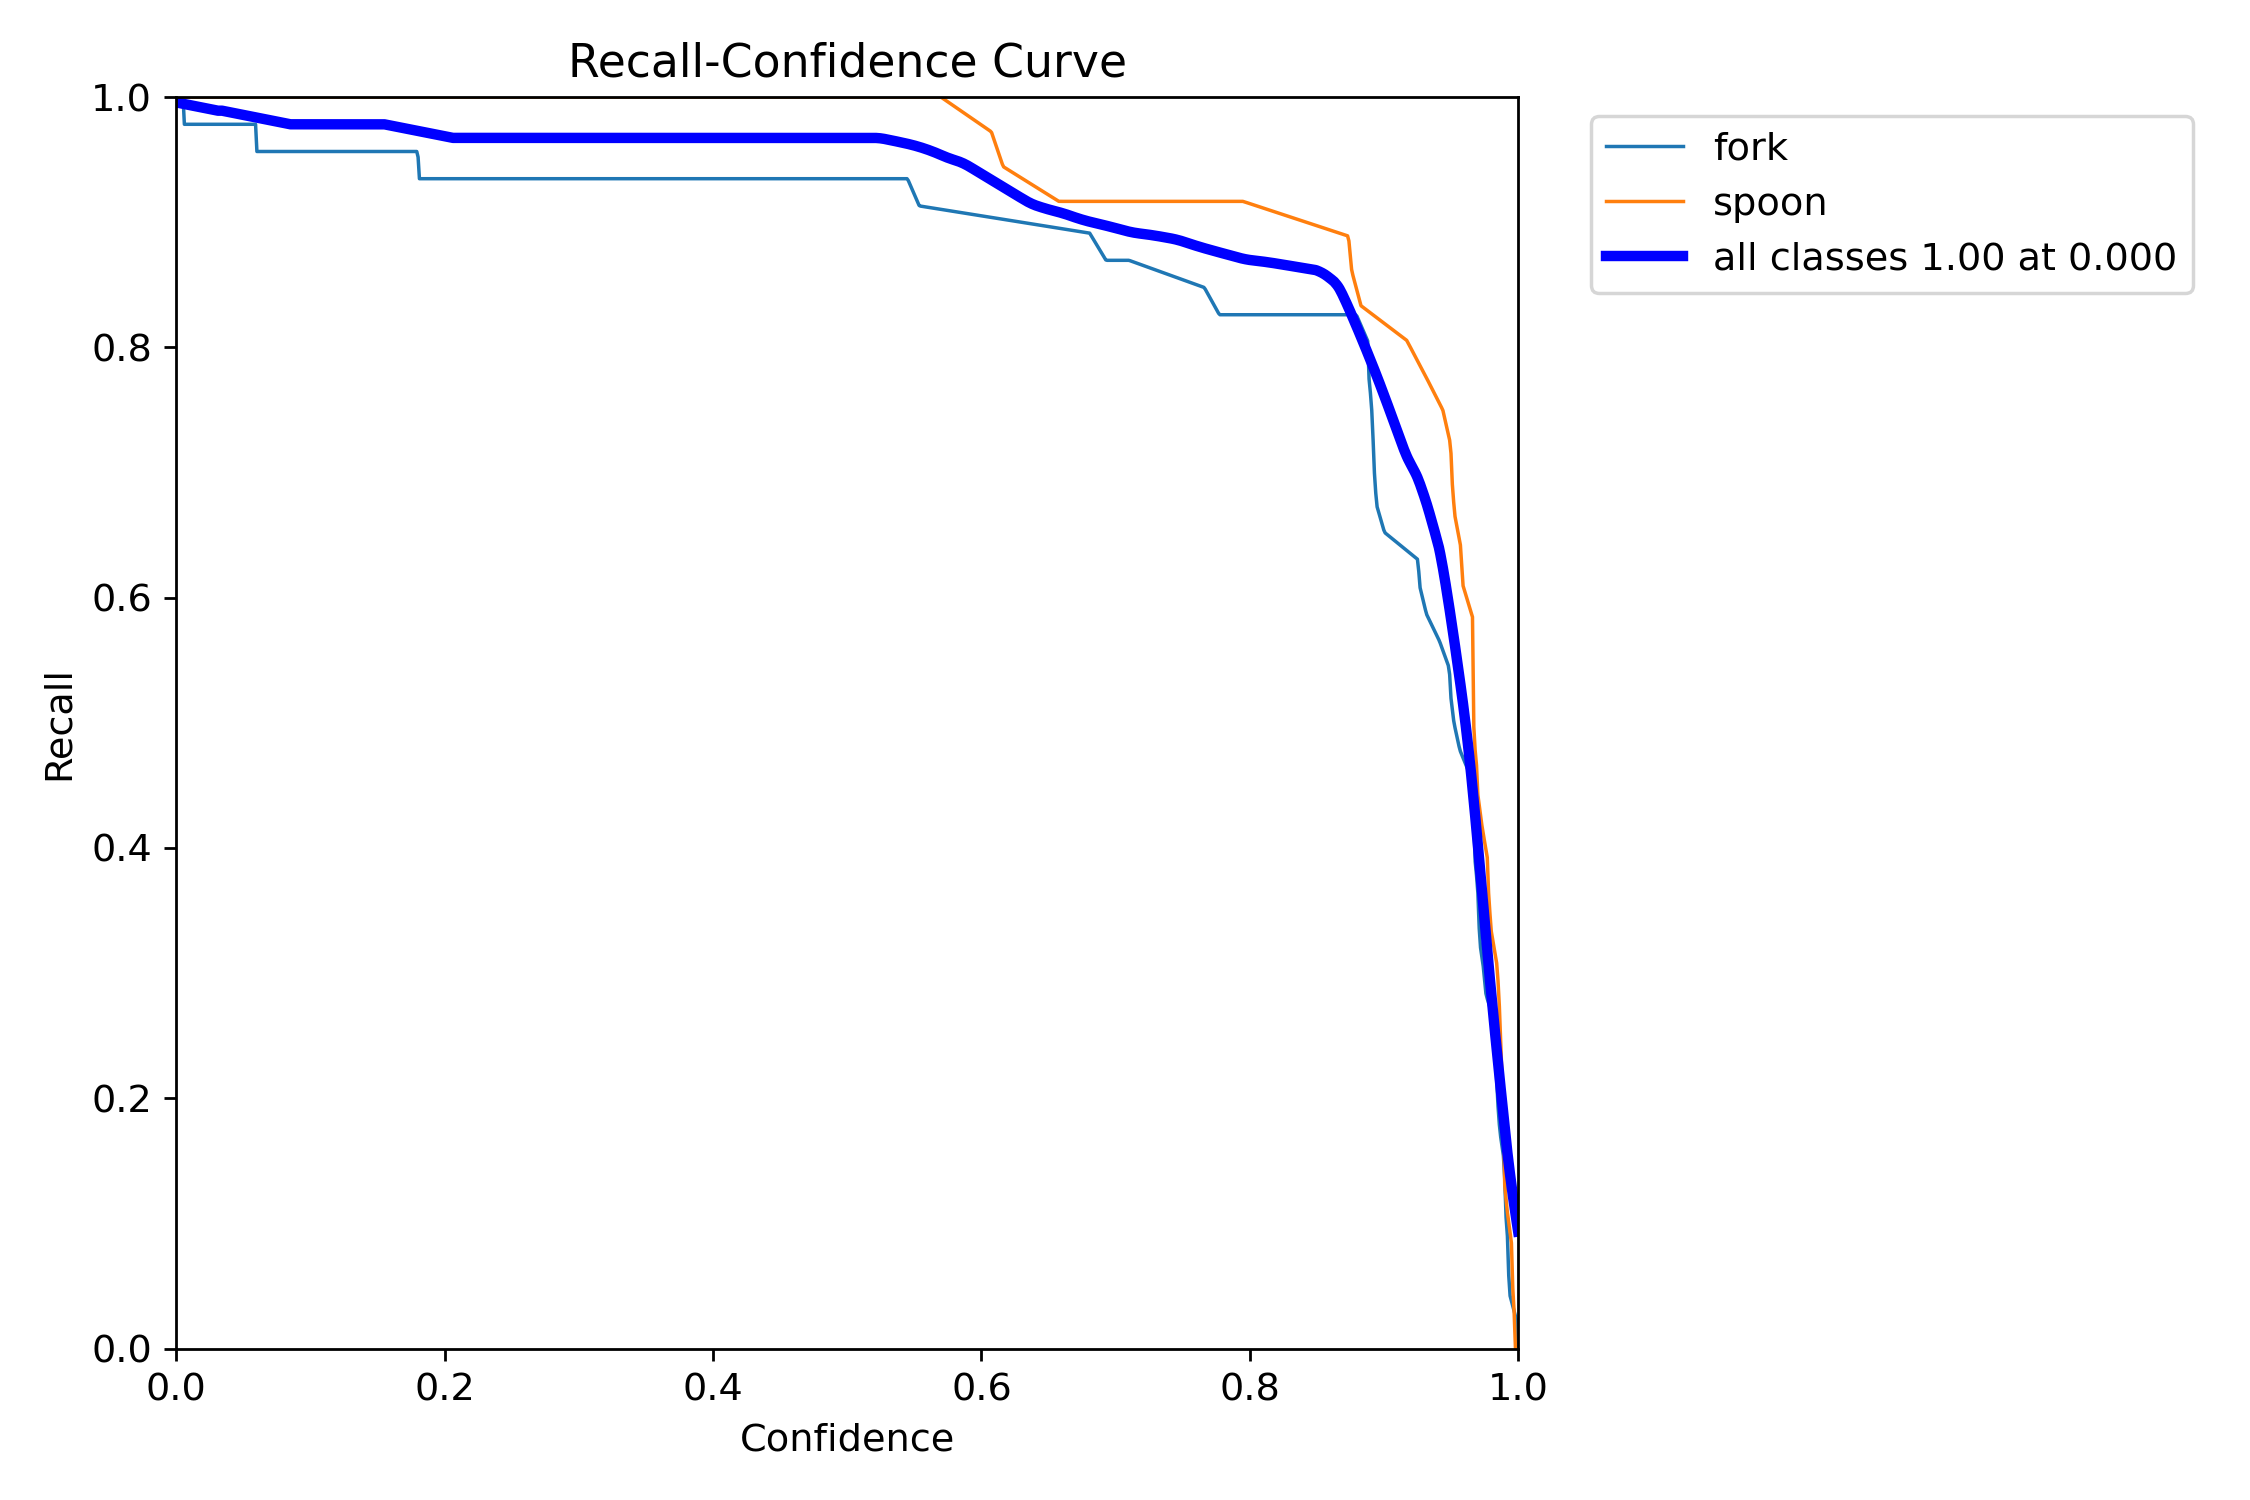 Recall-Confidence Curve
1.0
0.8
0.6
0.4
0.2
0.0
Recall
0.0 0.2 0.4 0.6 0.8 1.0
Confidence
fork
spoon
all classes 1.00 at 0.000